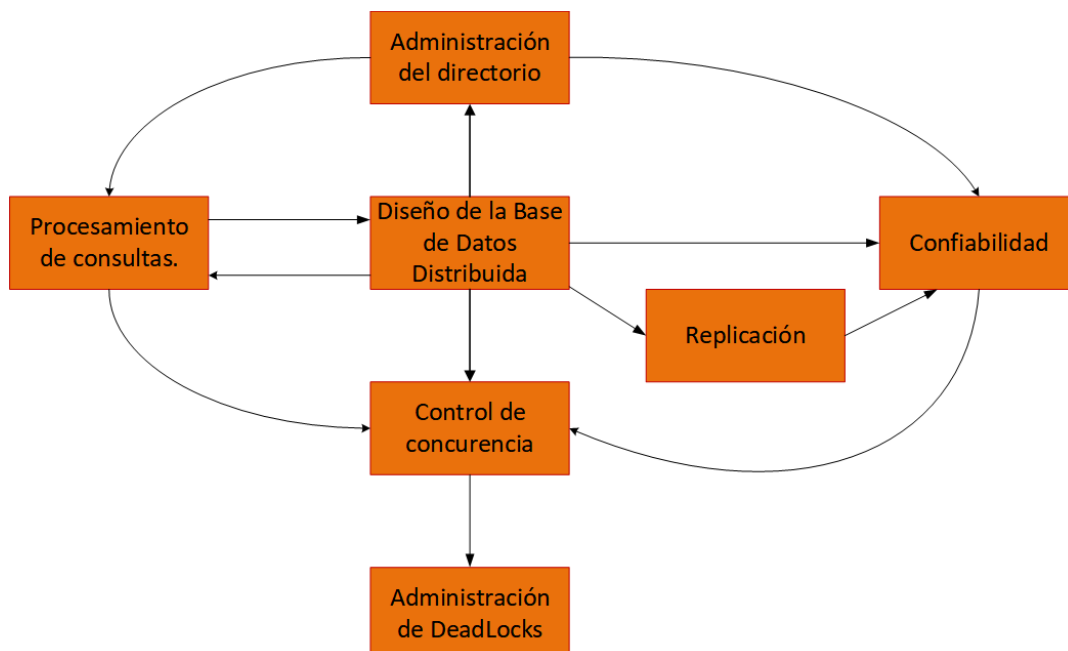 Administración
del directorio
Procesamiento
de consultas.
Diseño de la Base
de Datos
Distribuida
Confiabilidad
Replicación
Control de
concurencia
Administración
de DeadLocks